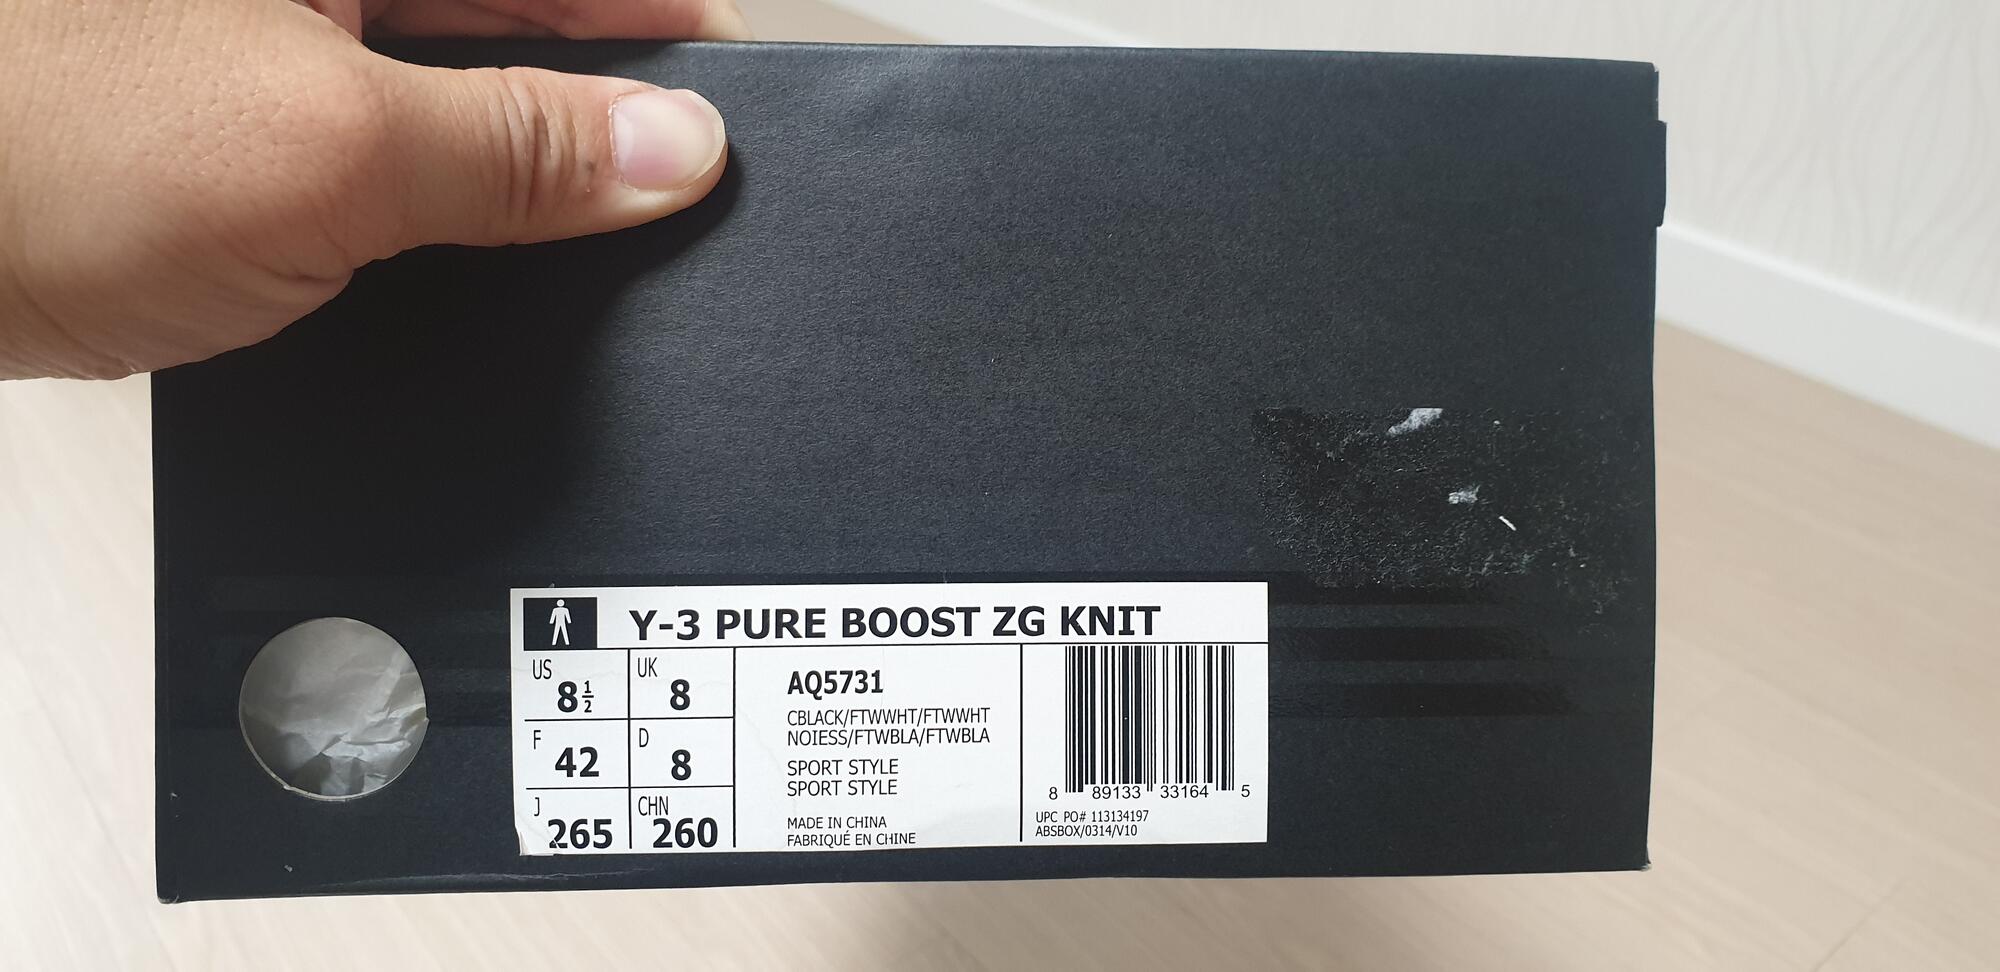 Y-3 PURE BOOST ZG KNIT
US 8½
UK 8
F 42
D 8
J 265
CHN 260
AQ5731
CBLACK/FTWWHT/FTWWHT
NOIESS/FTWBLA/FTWBLA
SPORT STYLE
SPORT STYLE
MADE IN CHINA
FABRIQUÉ EN CHINE
8 89133 33164 5
UPC PO# 113134197
ABSBOX/0314/V10